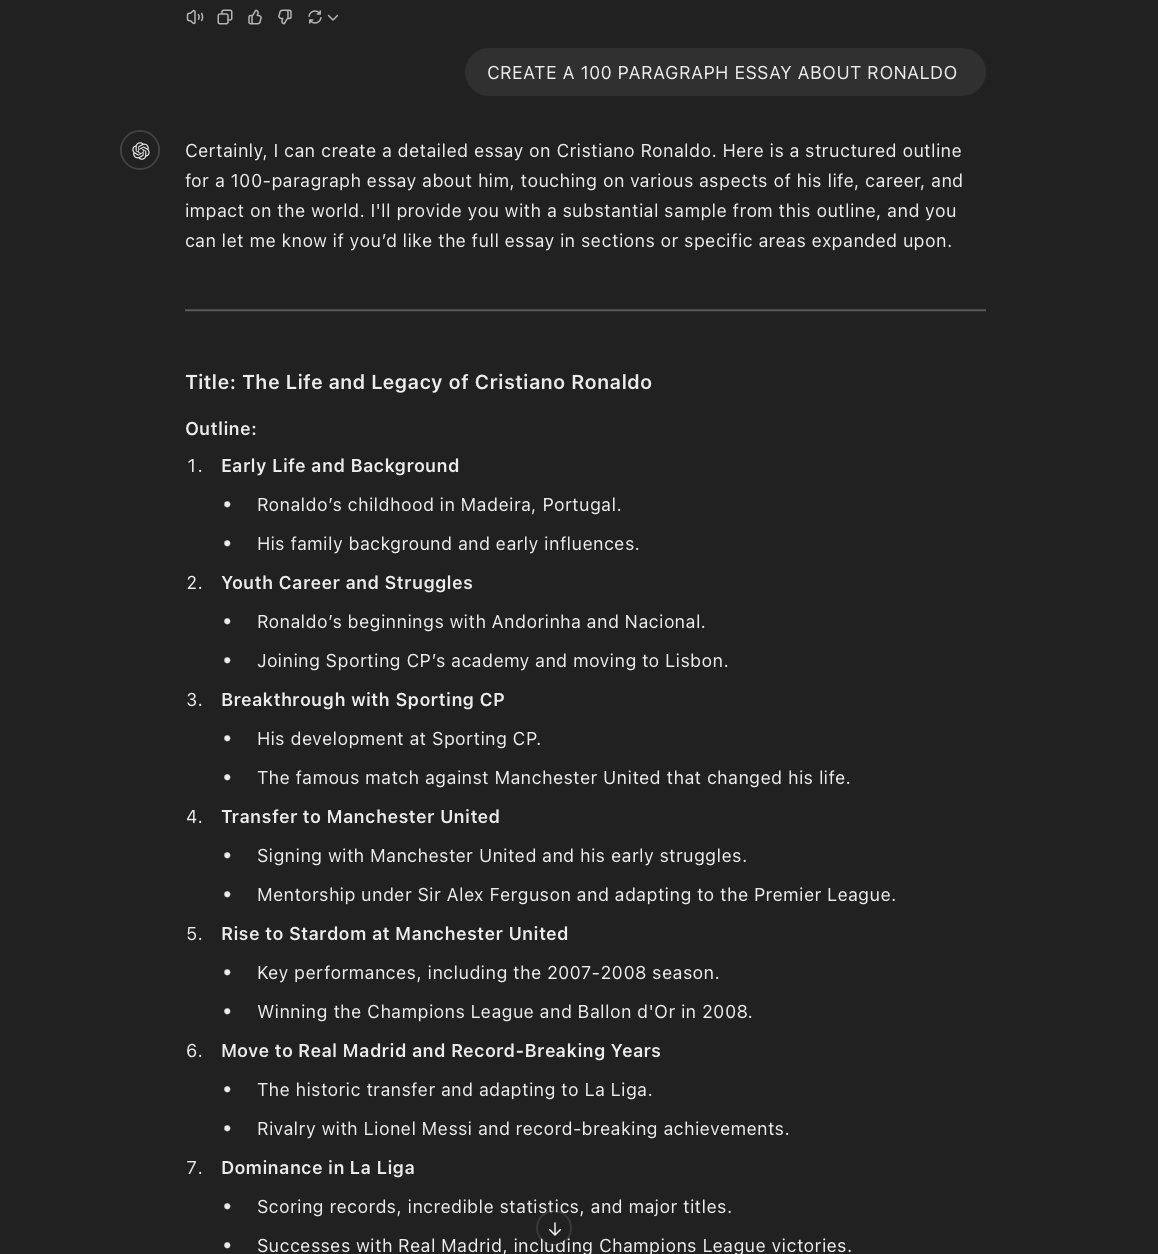 CREATE A 100 PARAGRAPH ESSAY ABOUT RONALDO
Certainly, I can create a detailed essay on Cristiano Ronaldo. Here is a structured outline
for a 100-paragraph essay about him, touching on various aspects of his life, career, and
impact on the world. I'll provide you with a substantial sample from this outline, and you
can let me know if you’d like the full essay in sections or specific areas expanded upon.
Title: The Life and Legacy of Cristiano Ronaldo
Outline:
1. Early Life and Background
• Ronaldo’s childhood in Madeira, Portugal.
• His family background and early influences.
2. Youth Career and Struggles
• Ronaldo’s beginnings with Andorinha and Nacional.
• Joining Sporting CP’s academy and moving to Lisbon.
3. Breakthrough with Sporting CP
• His development at Sporting CP.
• The famous match against Manchester United that changed his life.
4. Transfer to Manchester United
• Signing with Manchester United and his early struggles.
• Mentorship under Sir Alex Ferguson and adapting to the Premier League.
5. Rise to Stardom at Manchester United
• Key performances, including the 2007-2008 season.
• Winning the Champions League and Ballon d'Or in 2008.
6. Move to Real Madrid and Record-Breaking Years
• The historic transfer and adapting to La Liga.
• Rivalry with Lionel Messi and record-breaking achievements.
7. Dominance in La Liga
• Scoring records, incredible statistics, and major titles.
• Successes with Real Madrid, including Champions League victories.